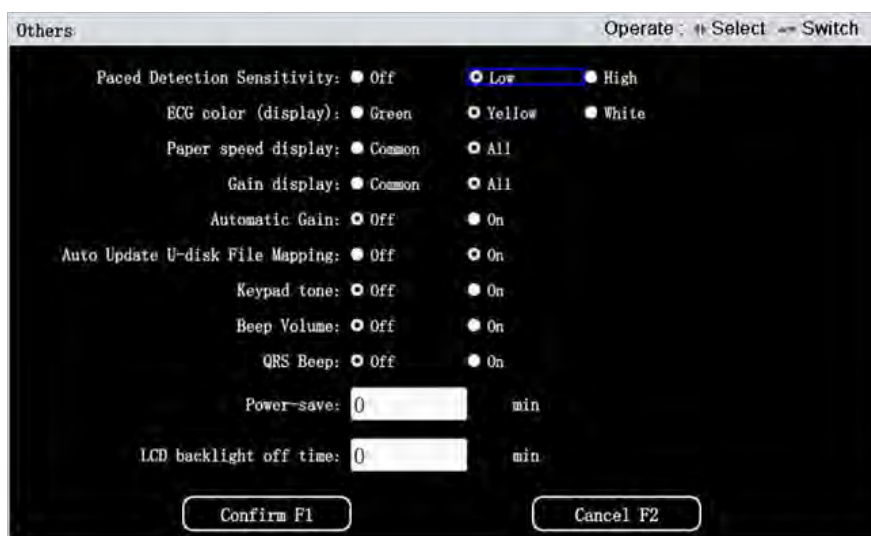 Others Operate : Select Switch
Paced Detection Sensitivity: Off Low High
ECG color (display): Green Yellow White
Paper speed display: Common All
Gain display: Common All
Automatic Gain: Off On
Auto Update U-disk File Mapping: Off On
Keypad tone: Off On
Beep Volume: Off On
QRS Beep: Off On
Power-save: 0 min
LCD backlight off time: 0 min
Confirm F1 Cancel F2